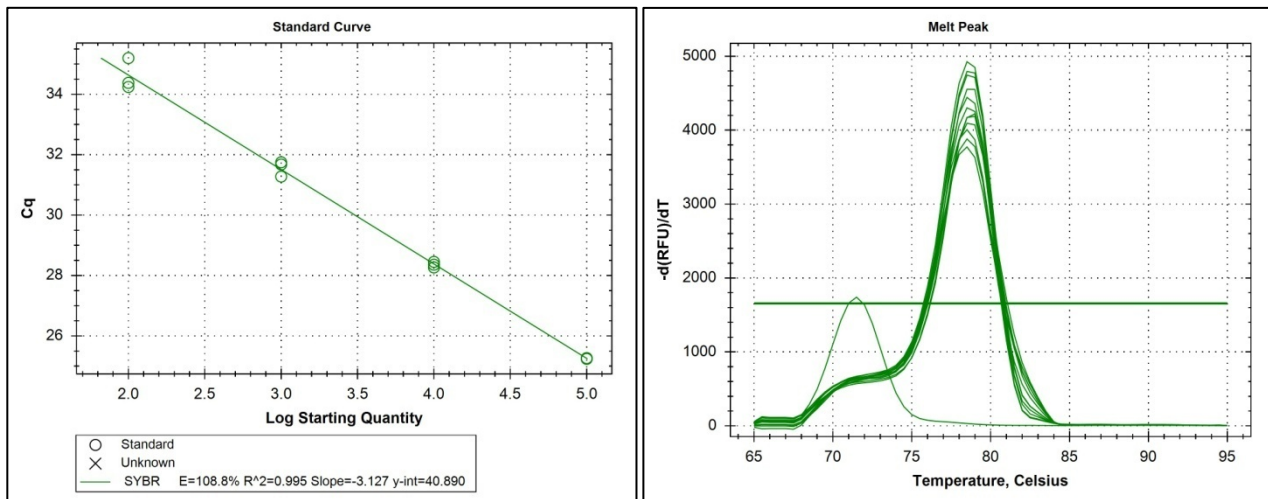 Standard Curve
34
32
30
28
26
Cq
2.0 2.5 3.0 3.5 4.0 4.5 5.0
Log Starting Quantity
Standard
Unknown
SYBR E=108.8% R^2=0.995 Slope=-3.127 y-int=40.890
Melt Peak
5000
4000
3000
2000
1000
0
-d(RFU)/dT
65 70 75 80 85 90 95
Temperature, Celsius